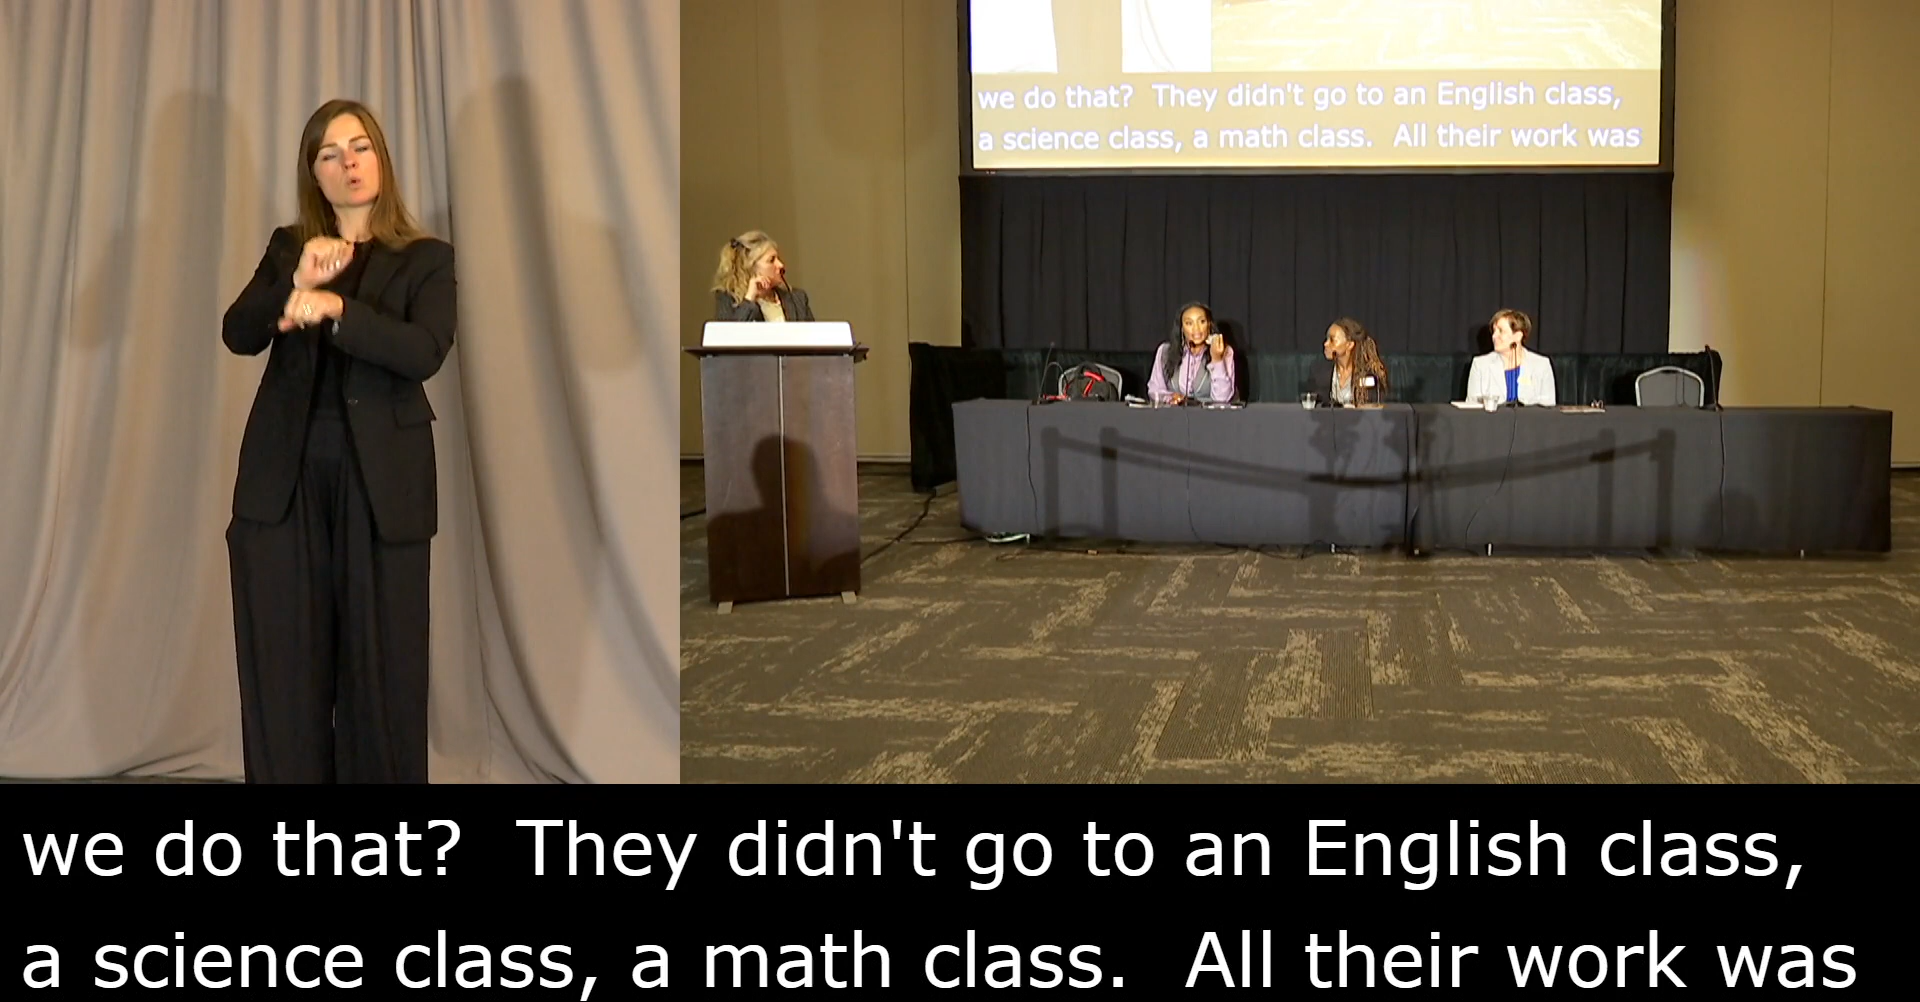 we do that?  They didn't go to an English class,
a science class, a math class.  All their work was
we do that?  They didn't go to an English class,
a science class, a math class.  All their work was